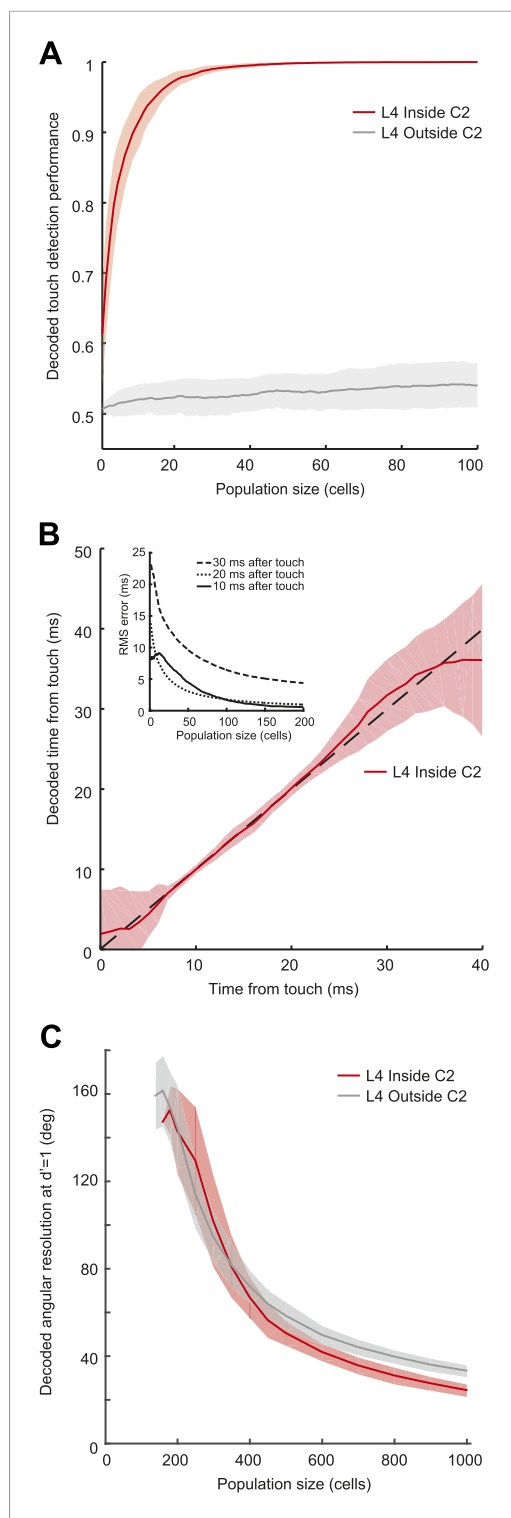 A
1
0.9
0.8
0.7
0.6
0.5
0
20
40
60
80
100
Decoded touch detection performance
Population size (cells)
L4 Inside C2
L4 Outside C2
B
50
40
30
20
10
0
0
10
20
30
40
Decoded time from touch (ms)
Time from touch (ms)
25
20
15
10
5
0
0
50
100
150
200
RMS error (ms)
Population size (cells)
30 ms after touch
20 ms after touch
10 ms after touch
L4 Inside C2
C
160
120
80
40
0
200
400
600
800
1000
Decoded angular resolution at d'=1 (deg)
Population size (cells)
L4 Inside C2
L4 Outside C2